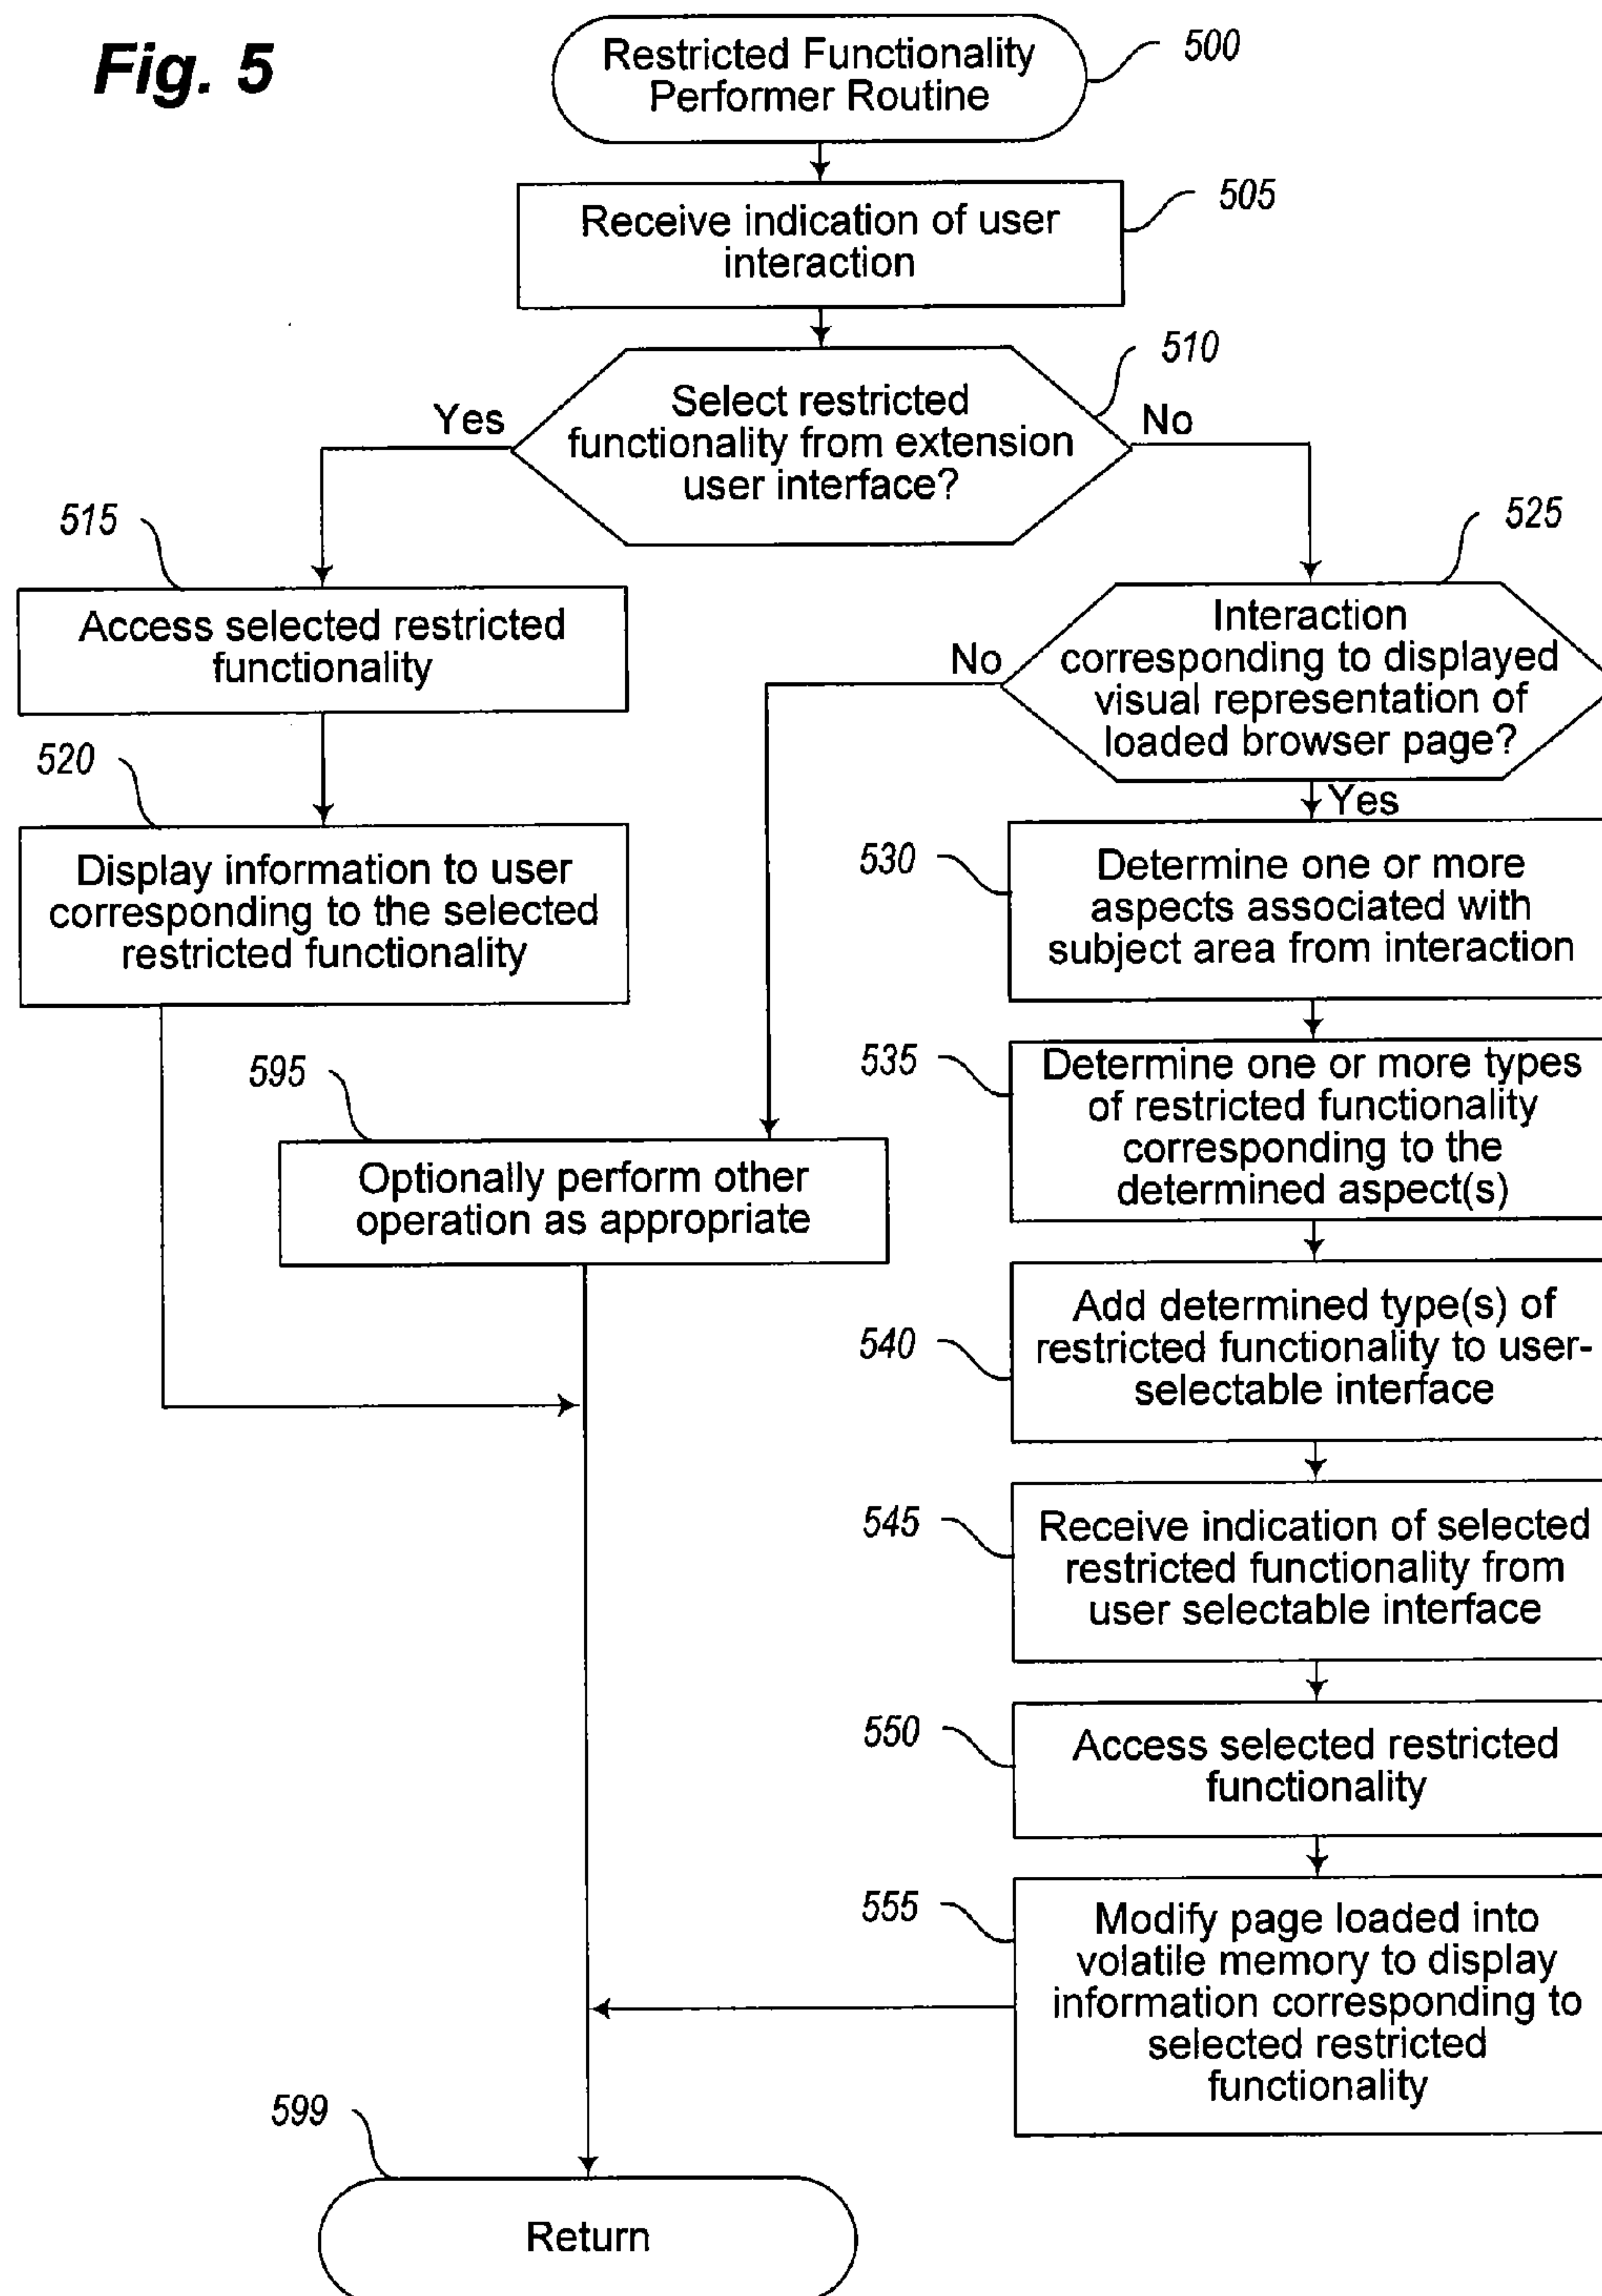 Fig. 5
Restricted Functionality
Performer Routine
500
Receive indication of user
interaction
505
Select restricted
functionality from extension
user interface?
510
Yes
No
515
Access selected restricted
functionality
520
Display information to user
corresponding to the selected
restricted functionality
525
Interaction
corresponding to displayed
visual representation of
loaded browser page?
No
Yes
595
Optionally perform other
operation as appropriate
530
Determine one or more
aspects associated with
subject area from interaction
535
Determine one or more types
of restricted functionality
corresponding to the
determined aspect(s)
540
Add determined type(s) of
restricted functionality to user-
selectable interface
545
Receive indication of selected
restricted functionality from
user selectable interface
550
Access selected restricted
functionality
555
Modify page loaded into
volatile memory to display
information corresponding to
selected restricted
functionality
599
Return